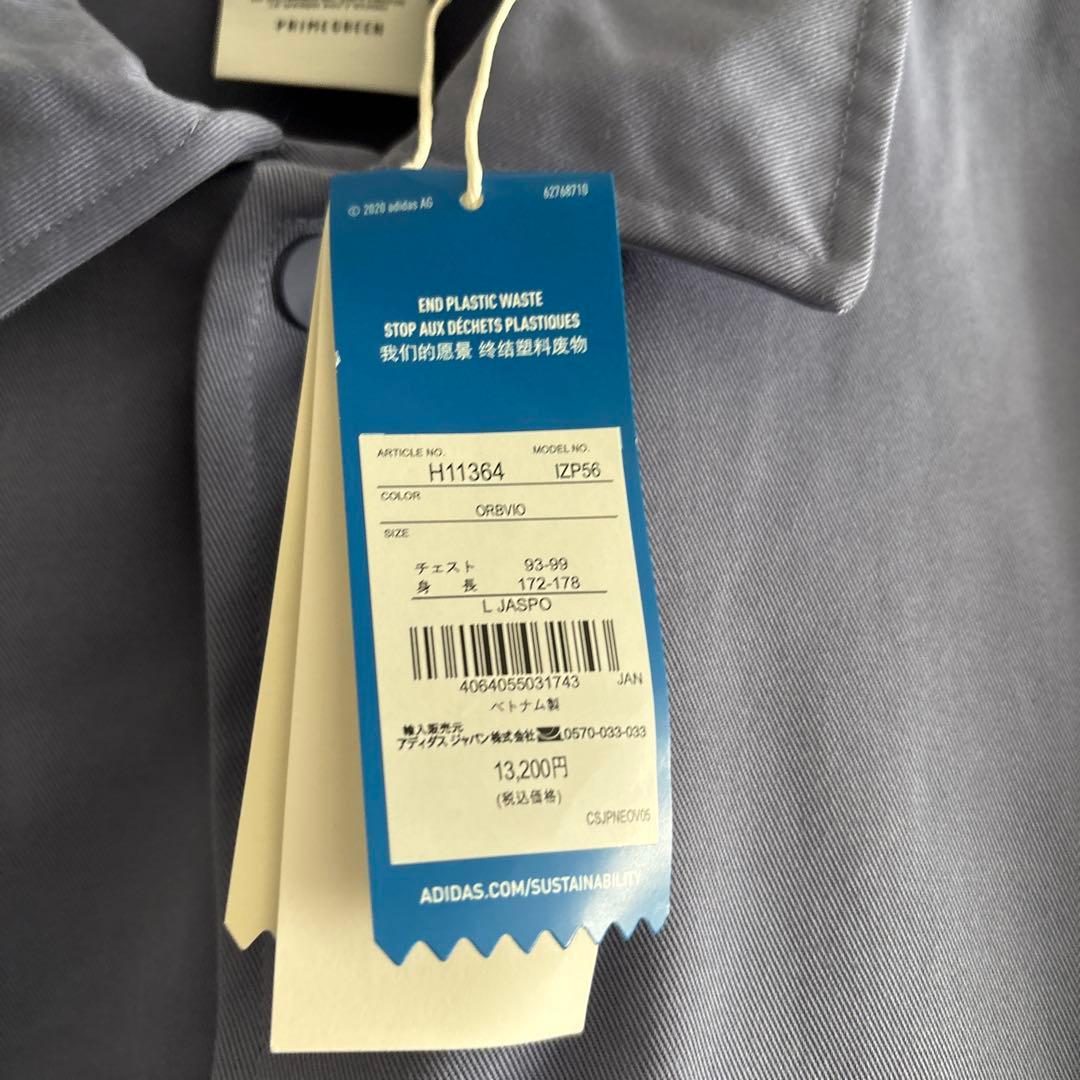 PRIMEGREEN
© 2020 adidas AG
62768710
END PLASTIC WASTE
STOP AUX DÉCHETS PLASTIQUES
我们的愿景 终结塑料废物
ARTICLE NO. MODEL NO.
H11364 IZP56
COLOR
ORBVIO
SIZE
チェスト 93-99
身長 172-178
L JASPO
4064055031743 JAN
ベトナム製
輸入販売元
アディダス ジャパン株式会社 0570-033-033
13,200円
(税込価格)
CSJPNEOV05
ADIDAS.COM/SUSTAINABILITY